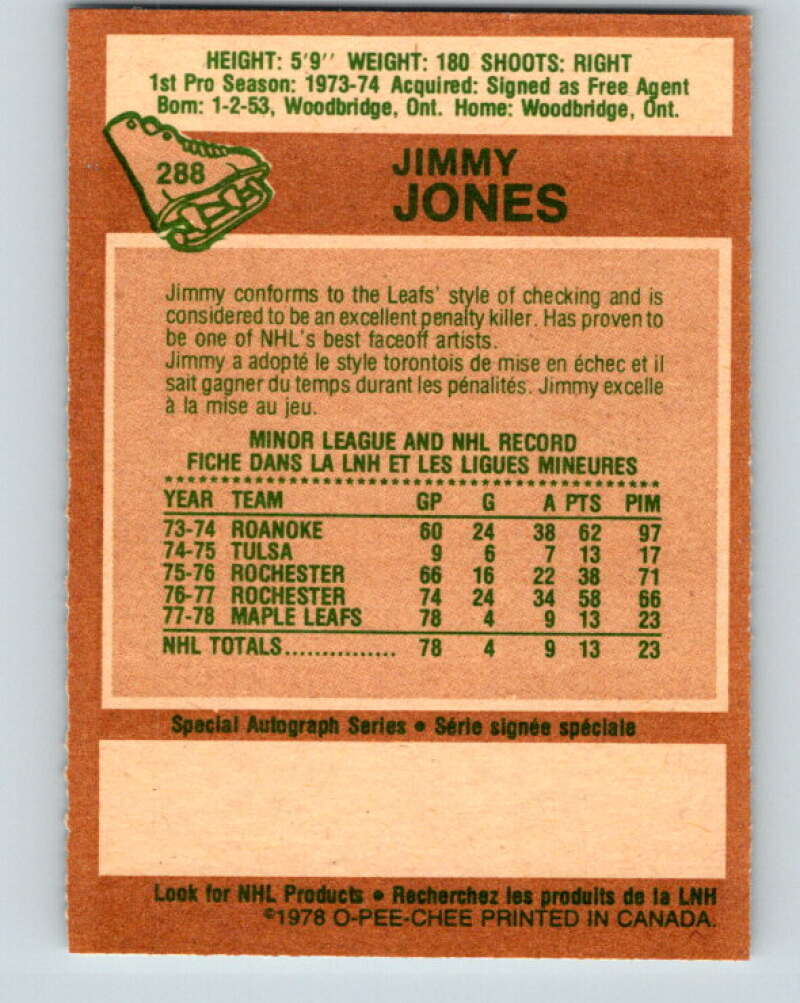 HEIGHT: 5'9'' WEIGHT: 180 SHOOTS: RIGHT
1st Pro Season: 1973-74 Acquired: Signed as Free Agent
Born: 1-2-53, Woodbridge, Ont. Home: Woodbridge, Ont.
288
JIMMY
JONES
Jimmy conforms to the Leafs' style of checking and is
considered to be an excellent penalty killer. Has proven to
be one of NHL's best faceoff artists.
Jimmy a adopté le style torontois de mise en échec et il
sait gagner du temps durant les pénalités. Jimmy excelle
à la mise au jeu.
MINOR LEAGUE AND NHL RECORD
FICHE DANS LA LNH ET LES LIGUES MINEURES
YEAR TEAM GP G A PTS PIM
73-74 ROANOKE 60 24 38 62 97
74-75 TULSA 9 6 7 13 17
75-76 ROCHESTER 66 16 22 38 71
76-77 ROCHESTER 74 24 34 58 66
77-78 MAPLE LEAFS 78 4 9 13 23
NHL TOTALS............... 78 4 9 13 23
Special Autograph Series • Série signée spéciale
Look for NHL Products • Recherchez les produits de la LNH
©1978 O-PEE-CHEE PRINTED IN CANADA.